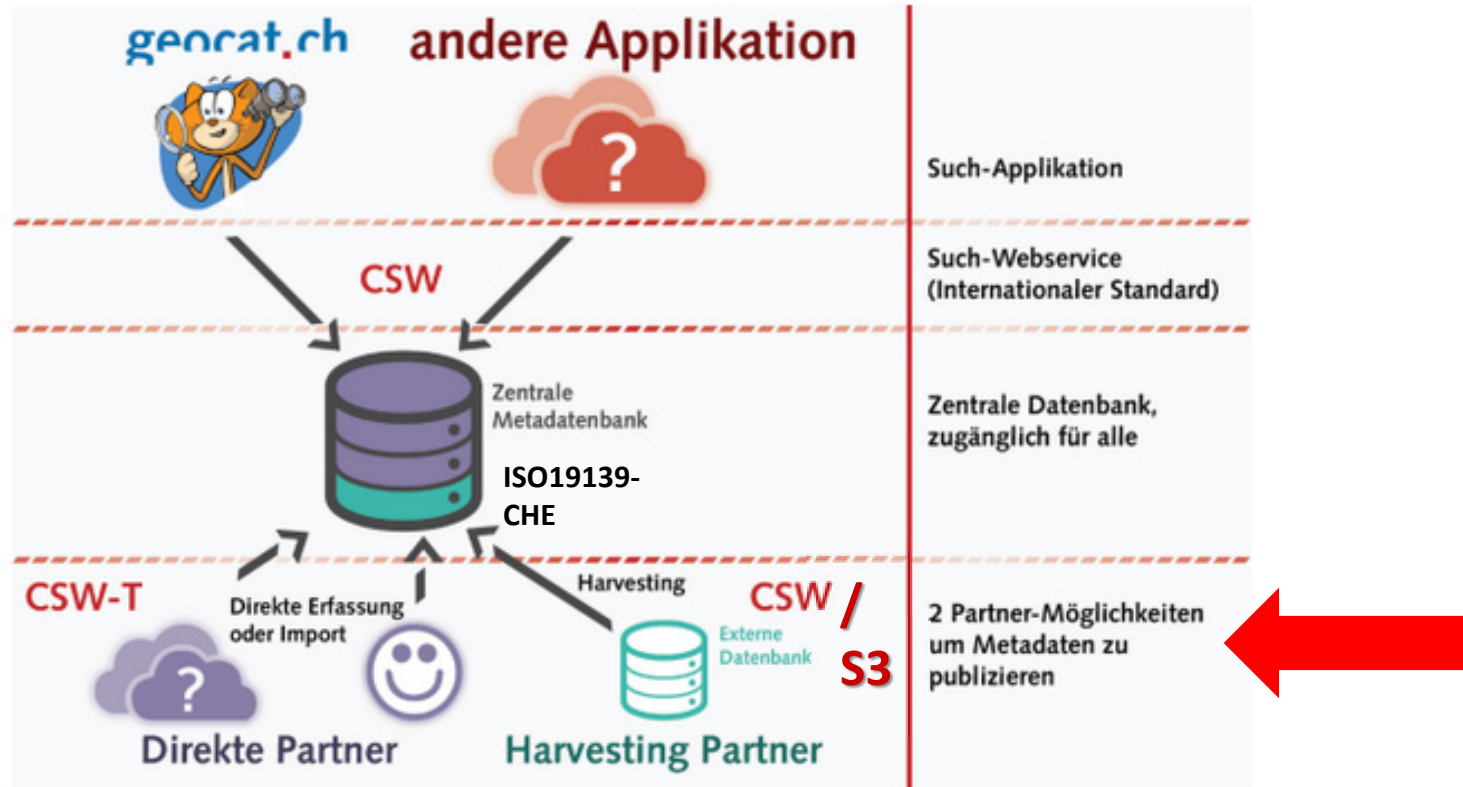 geocat.ch
andere Applikation
?
Such-Applikation
CSW
Such-Webservice
(Internationaler Standard)
Zentrale
Metadatenbank
ISO19139-
CHE
Zentrale Datenbank,
zugänglich für alle
CSW-T
Direkte Erfassung
oder Import
?
Direkte Partner
Harvesting
CSW /
S3
Externe
Datenbank
Harvesting Partner
2 Partner-Möglichkeiten
um Metadaten zu
publizieren